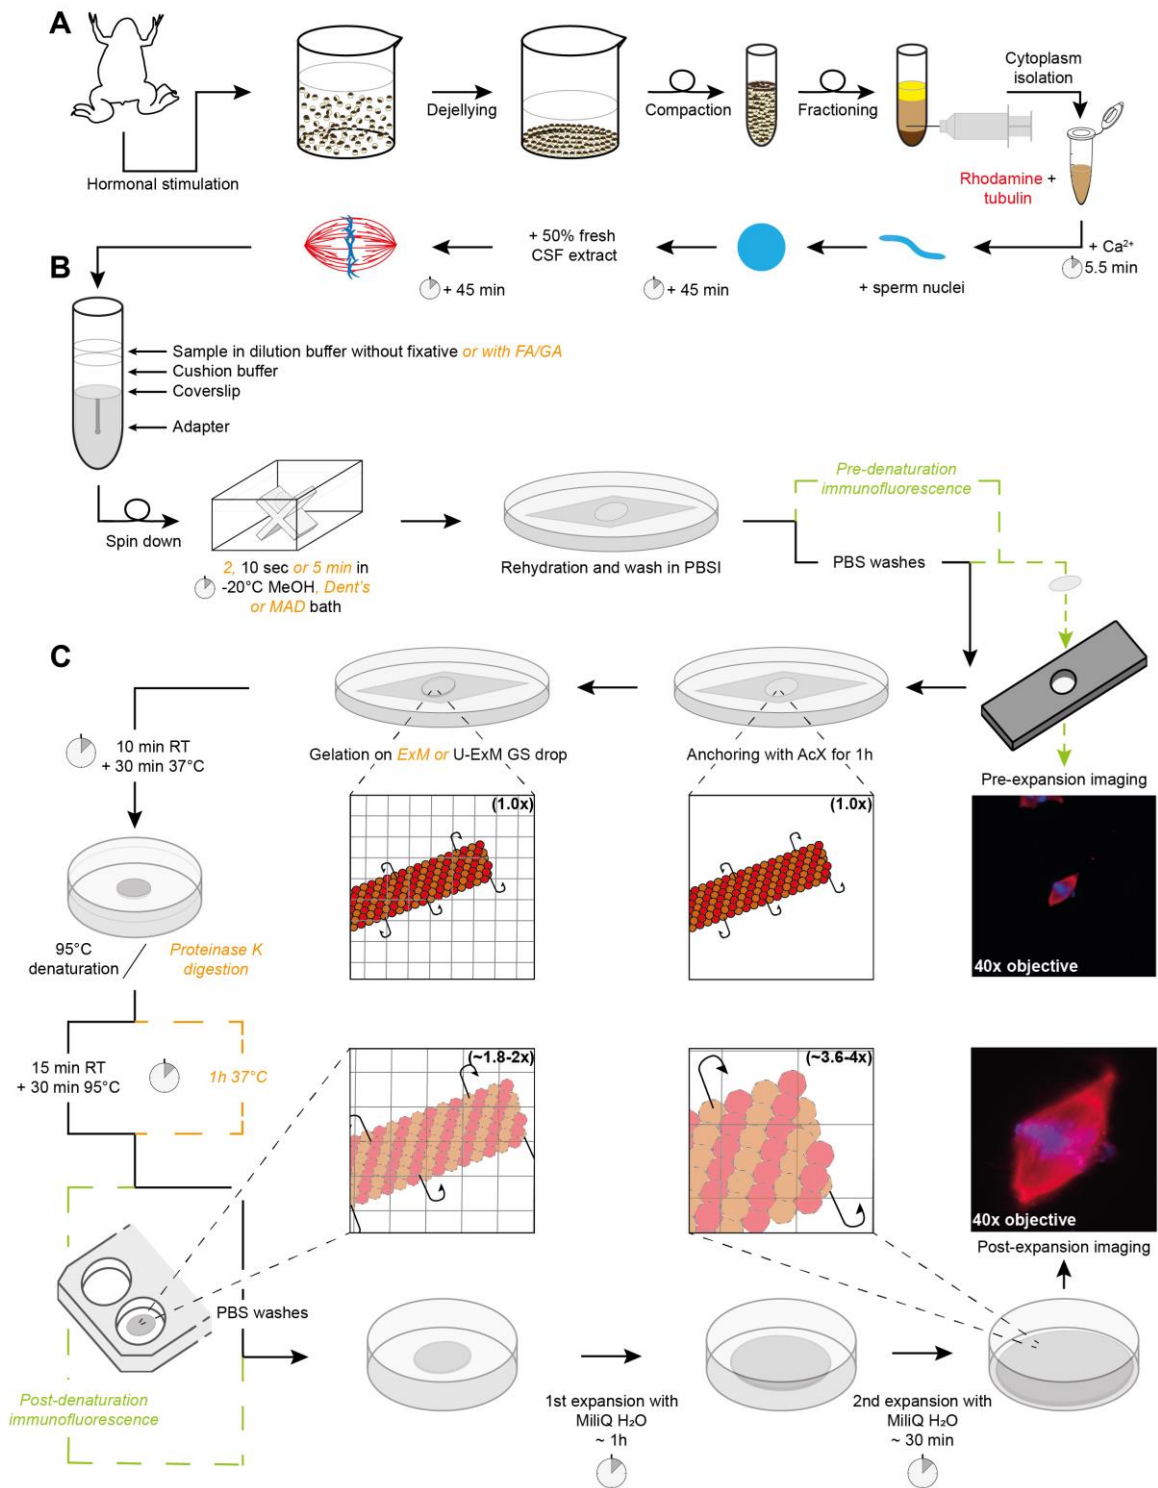 A
Hormonal stimulation
Dejellying
Compaction
Fractioning
Cytoplasm
isolation
Rhodamine +
tubulin
+ Ca²⁺
5.5 min
+ sperm nuclei
+ 45 min
+ 50% fresh
CSF extract
+ 45 min
B
Sample in dilution buffer without fixative or with FA/GA
Cushion buffer
Coverslip
Adapter
Spin down
2, 10 sec or 5 min in
-20°C MeOH, Dent's
or MAD bath
Rehydration and wash in PBSI
Pre-denaturation
immunofluorescence
PBS washes
C
Pre-expansion imaging
40x objective
Anchoring with AcX for 1h
(1.0x)
Gelation on ExM or U-ExM GS drop
(1.0x)
10 min RT
+ 30 min 37°C
95°C
denaturation
Proteinase K
digestion
15 min RT
+ 30 min 95°C
1h 37°C
(~1.8-2x)
(~3.6-4x)
40x objective
Post-expansion imaging
PBS washes
Post-denaturation
immunofluorescence
1st expansion with
MiliQ H₂O
~ 1h
2nd expansion with
MiliQ H₂O
~ 30 min